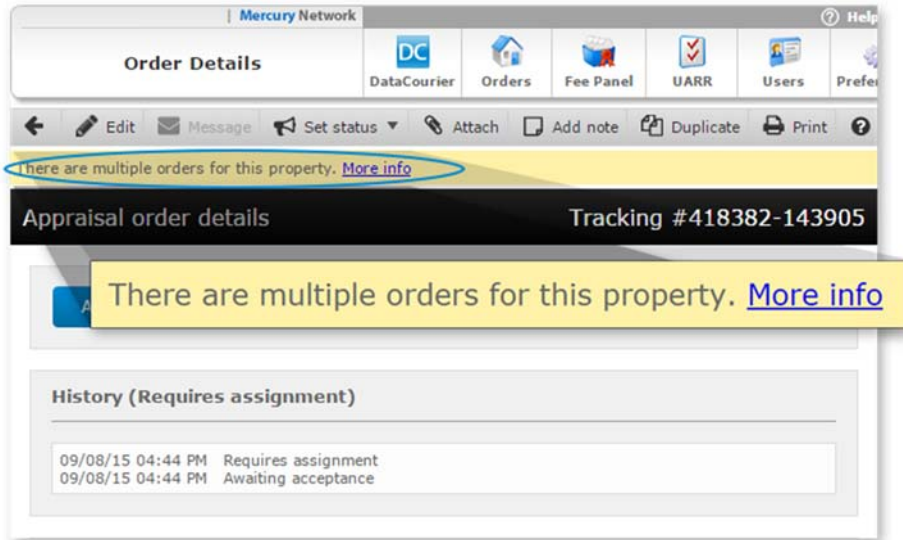 | Mercury Network
Help
Order Details
DC
DataCourier
Orders
Fee Panel
UARR
Users
Edit
Message
Set status
Attach
Add note
Duplicate
Print
There are multiple orders for this property. More info
Appraisal order details
Tracking #418382-143905
There are multiple orders for this property. More info
History (Requires assignment)
09/08/15 04:44 PM Requires assignment
09/08/15 04:44 PM Awaiting acceptance